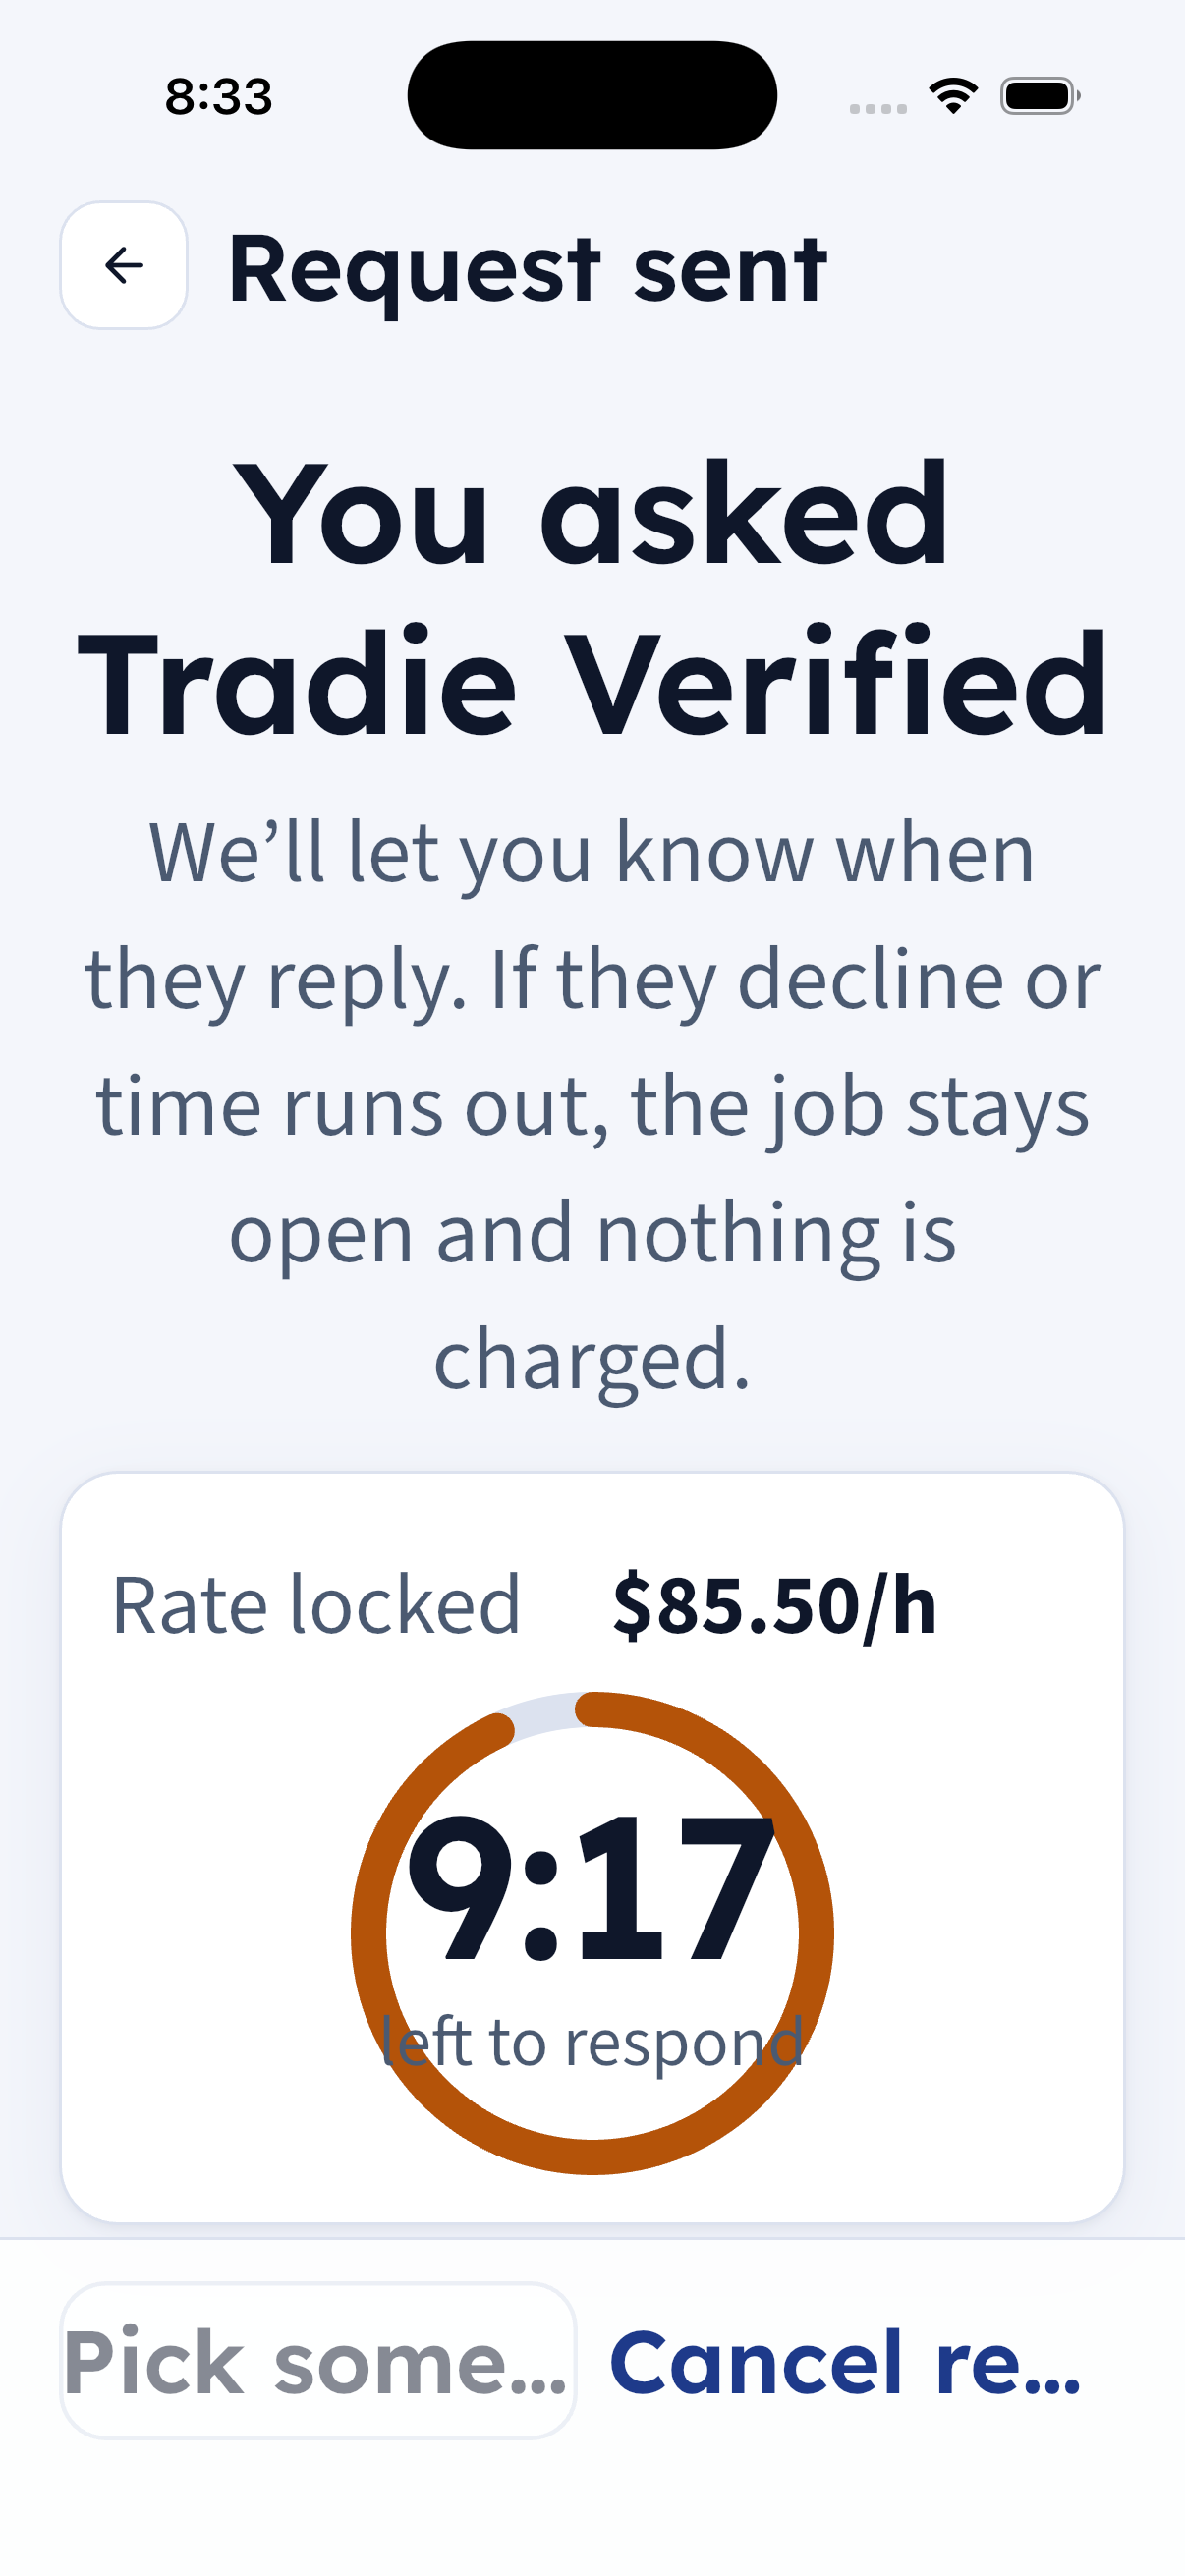 8:33
Request sent
You asked
Tradie Verified
We’ll let you know when
they reply. If they decline or
time runs out, the job stays
open and nothing is
charged.
Rate locked $85.50/h
9:17
left to respond
Pick some… Cancel re…